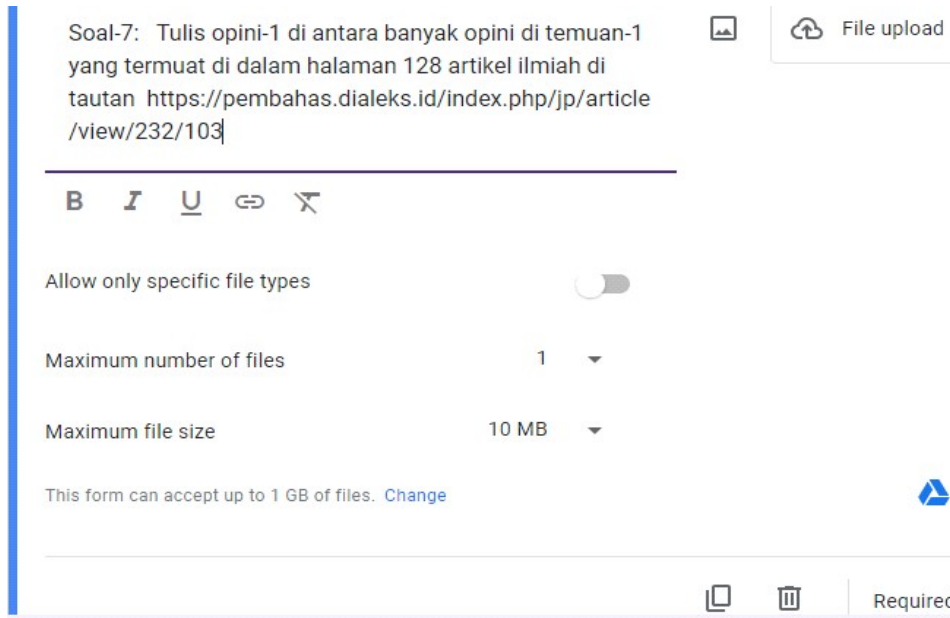 Soal-7: Tulis opini-1 di antara banyak opini di temuan-1
yang termuat di dalam halaman 128 artikel ilmiah di
tautan https://pembahas.dialeks.id/index.php/jp/article
/view/232/103
File upload
B I U
Allow only specific file types
Maximum number of files 1
Maximum file size 10 MB
This form can accept up to 1 GB of files. Change
Required